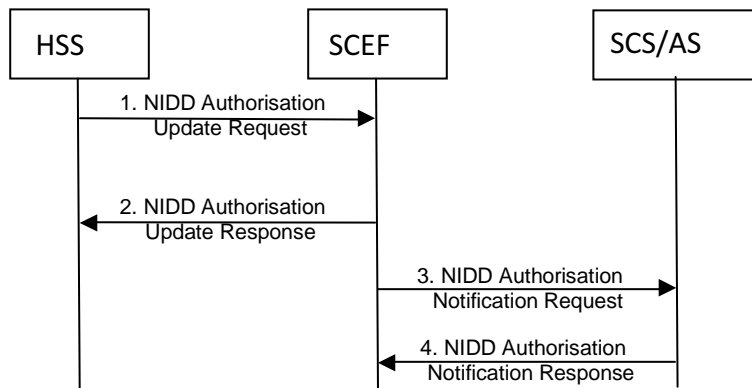 HSS
SCEF
SCS/AS
1. NIDD Authorisation
Update Request
2. NIDD Authorisation
Update Response
3. NIDD Authorisation
Notification Request
4. NIDD Authorisation
Notification Response